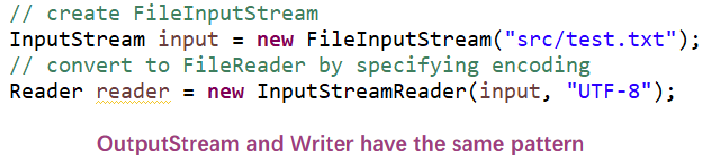 // create FileInputStream
InputStream input = new FileInputStream("src/test.txt");
// convert to FileReader by specifying encoding
Reader reader = new InputStreamReader(input, "UTF-8");
OutputStream and Writer have the same pattern